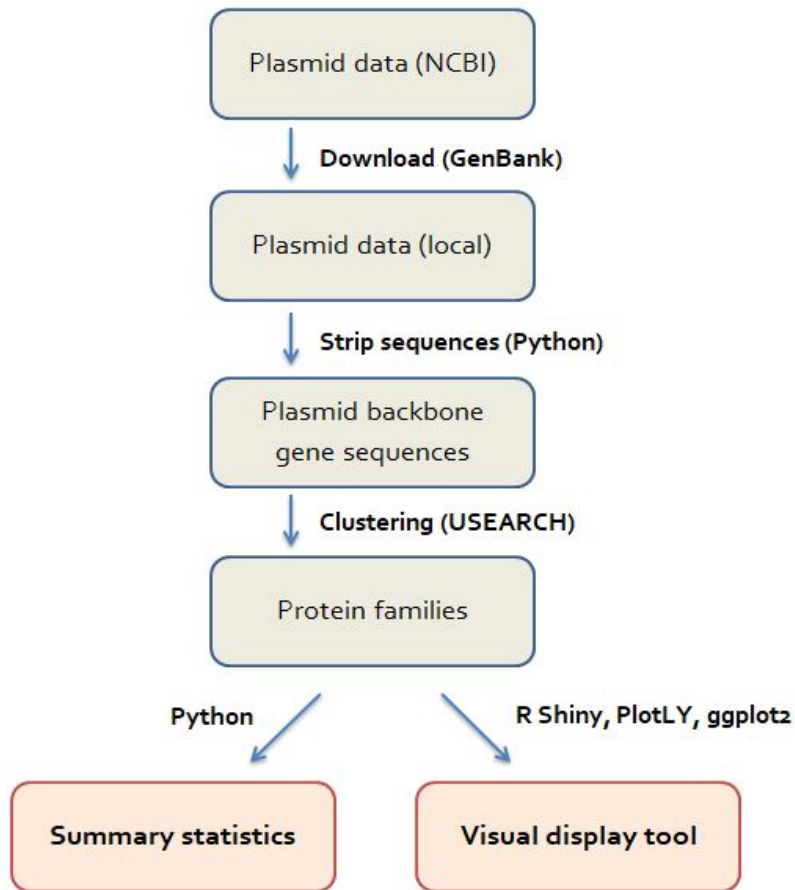 Plasmid data (NCBI)
Download (GenBank)
Plasmid data (local)
Strip sequences (Python)
Plasmid backbone
gene sequences
Clustering (USEARCH)
Protein families
Python
R Shiny, PlotLY, ggplot2
Summary statistics
Visual display tool